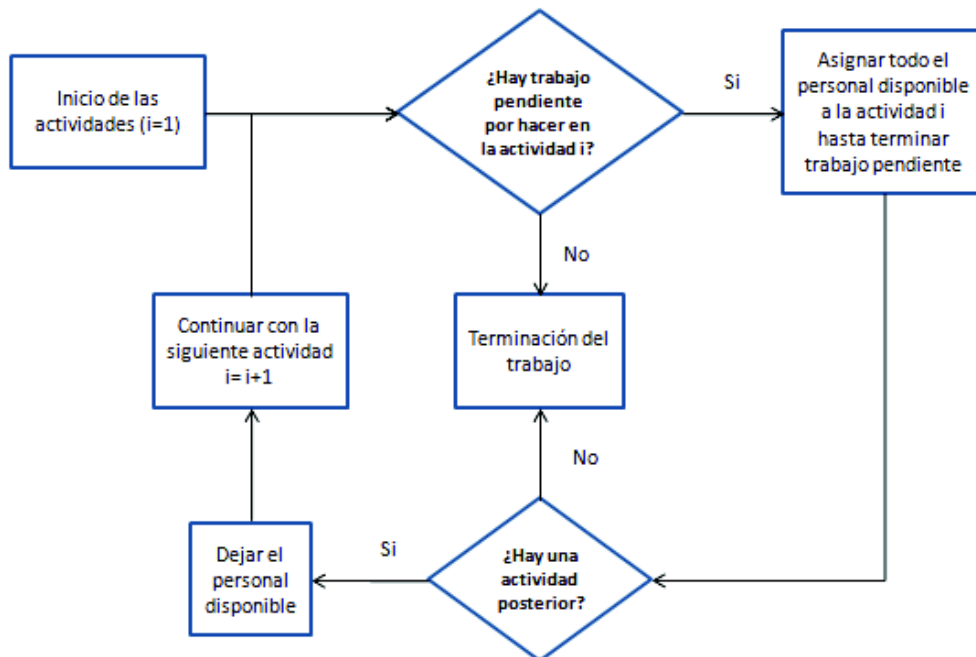 Inicio de las
actividades (i=1)
¿Hay trabajo
pendiente
por hacer en
la actividad i?
Si
Asignar todo el
personal disponible
a la actividad i
hasta terminar
trabajo pendiente
No
Continuar con la
siguiente actividad
i= i+1
Terminación del
trabajo
No
Dejar el
personal
disponible
Si
¿Hay una
actividad
posterior?